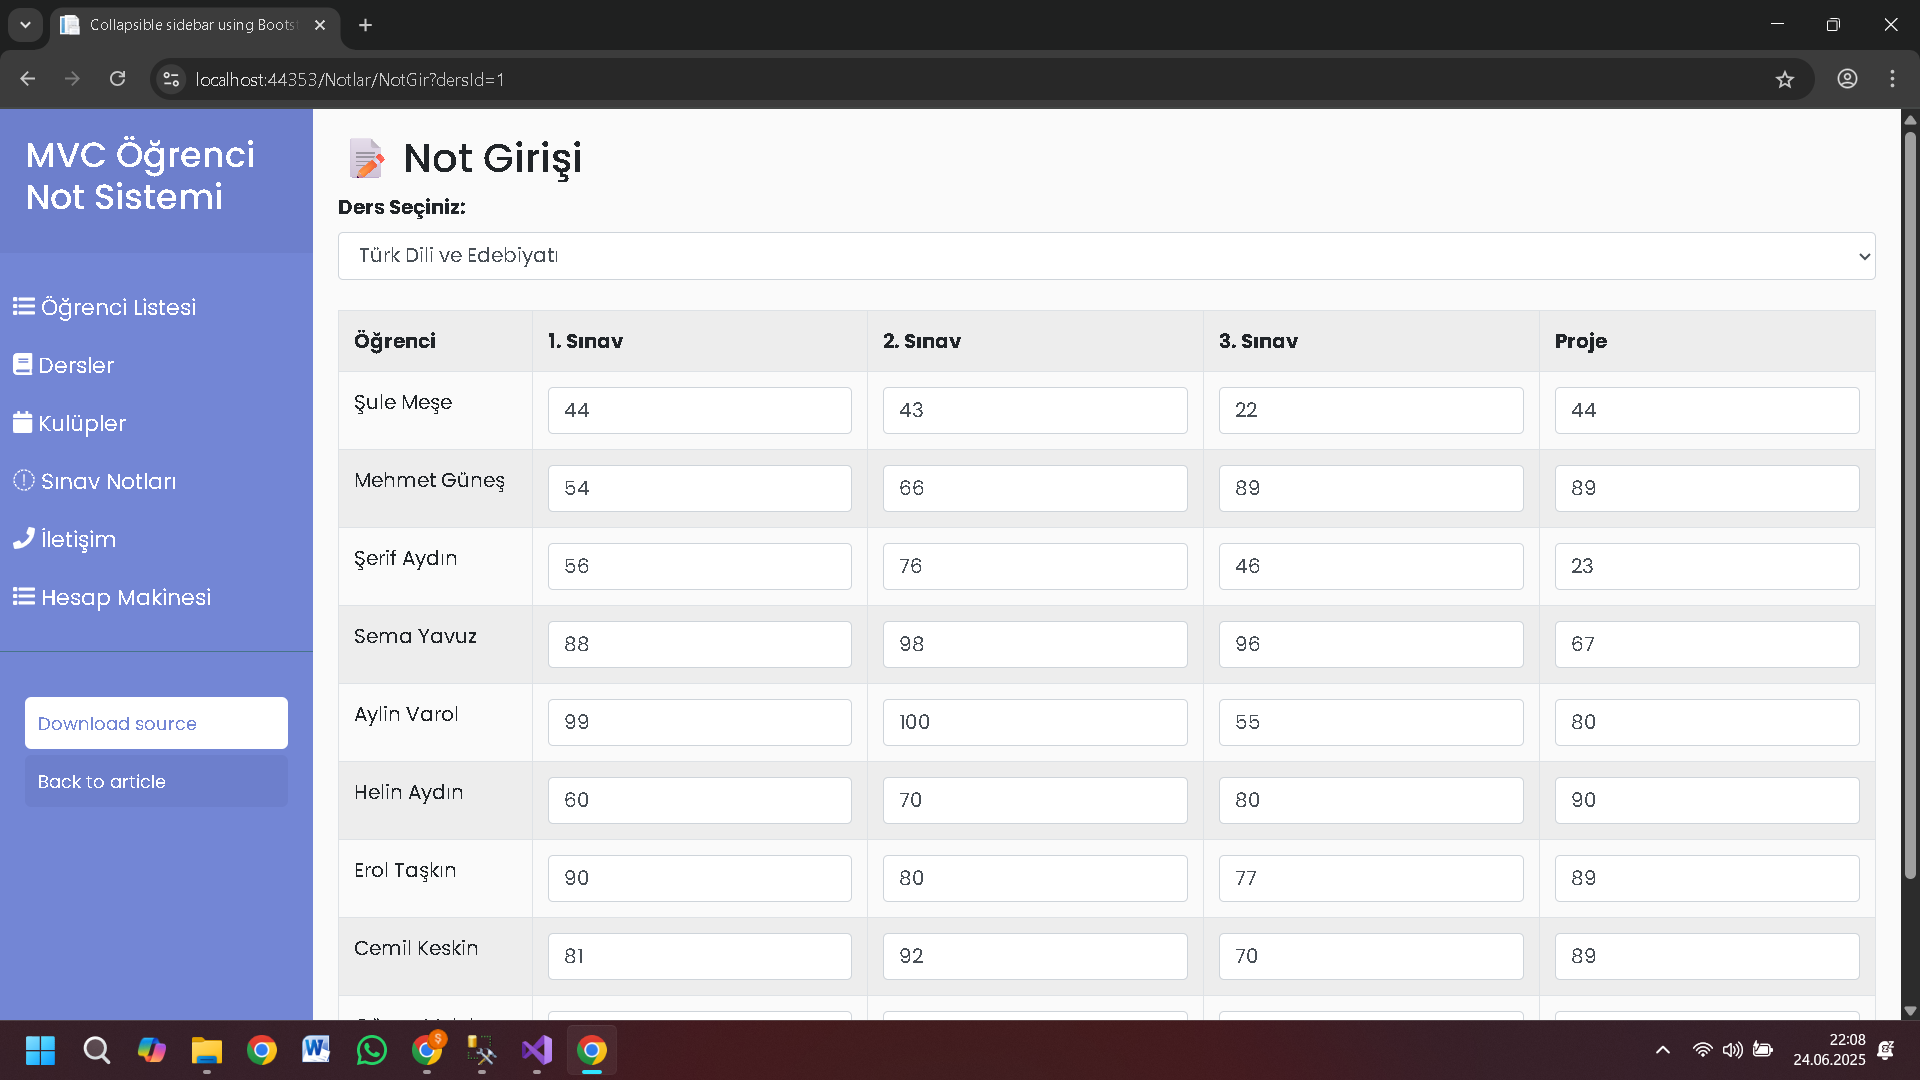 Collapsible sidebar using Boots
localhost:44353/Notlar/NotGir?dersId=1
MVC Öğrenci
Not Sistemi
Öğrenci Listesi
Dersler
Kulüpler
Sınav Notları
İletişim
Hesap Makinesi
Download source
Back to article
Not Girişi
Ders Seçiniz:
Türk Dili ve Edebiyatı
Öğrenci 1. Sınav 2. Sınav 3. Sınav Proje
Şule Meşe 44 43 22 44
Mehmet Güneş 54 66 89 89
Şerif Aydın 56 76 46 23
Sema Yavuz 88 98 96 67
Aylin Varol 99 100 55 80
Helin Aydın 60 70 80 90
Erol Taşkın 90 80 77 89
Cemil Keskin 81 92 70 89
22:08
24.06.2025